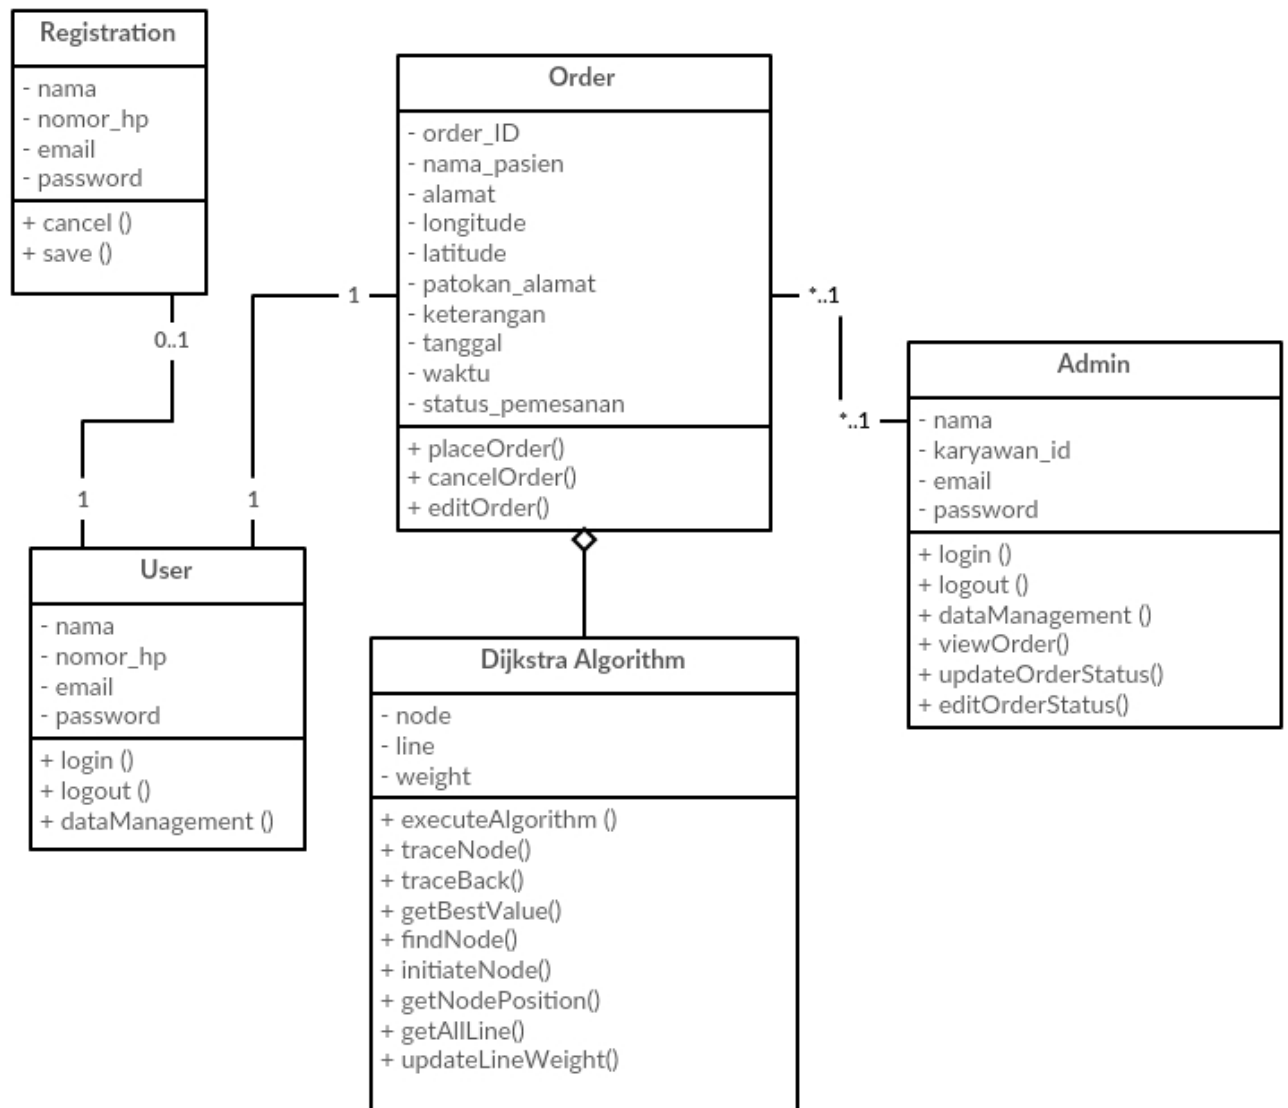 Registration
- nama
- nomor_hp
- email
- password
+ cancel ()
+ save ()
0..1
1
Order
- order_ID
- nama_pasien
- alamat
- longitude
- latitude
- patokan_alamat
- keterangan
- tanggal
- waktu
- status_pemesanan
+ placeOrder()
+ cancelOrder()
+ editOrder()
1
1
*..1
*..1
Admin
- nama
- karyawan_id
- email
- password
+ login ()
+ logout ()
+ dataManagement ()
+ viewOrder()
+ updateOrderStatus()
+ editOrderStatus()
User
- nama
- nomor_hp
- email
- password
+ login ()
+ logout ()
+ dataManagement ()
Dijkstra Algorithm
- node
- line
- weight
+ executeAlgorithm ()
+ traceNode()
+ traceBack()
+ getBestValue()
+ findNode()
+ initiateNode()
+ getNodePosition()
+ getAllLine()
+ updateLineWeight()